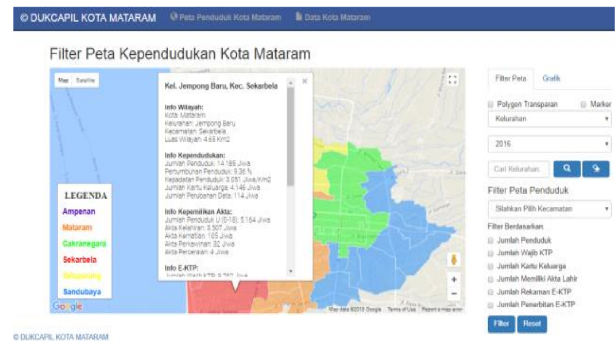 © DUKCAPIL KOTA MATARAM
Peta Penduduk Kota Mataram
Data Kota Mataram
Filter Peta Kependudukan Kota Mataram
Map
Satellite
Kel. Jempong Baru, Kec. Sekarbela
Info Wilayah:
Kota: Mataram
Kelurahan: Jempong Baru
Kecamatan: Sekarbela
Luas Wilayah: 4.65 Km2
Info Kependudukan:
Jumlah Penduduk: 14.185 Jiwa
Pertumbuhan Penduduk: 9.36 %
Kepadatan Penduduk: 3.051 Jiwa/Km2
Jumlah Kartu Keluarga: 4.146 Jiwa
Jumlah Perubahan Data: 114 Jiwa
Info Kepemilikan Akta:
Jumlah Penduduk U (0-18): 5.164 Jiwa
Akta Kelahiran: 3.507 Jiwa
Akta Kematian: 105 Jiwa
Akta Perkawinan: 32 Jiwa
Akta Perceraian: 4 Jiwa
Info E-KTP:
LEGENDA
Ampenan
Mataram
Cakranegara
Sekarbela
Selaparang
Sandubaya
Google
Map data ©2018 Google
Terms of Use
Report a map error
Filter Peta
Grafik
Polygon Transparan
Marker
Kelurahan
2016
Cari Kelurahan
Filter Peta Penduduk
Silahkan Pilih Kecamatan
Filter Berdasarkan
Jumlah Penduduk
Jumlah Wajib KTP
Jumlah Kartu Keluarga
Jumlah Memiliki Akta Lahir
Jumlah Rekaman E-KTP
Jumlah Penerbitan E-KTP
Filter
Reset
© DUKCAPIL KOTA MATARAM